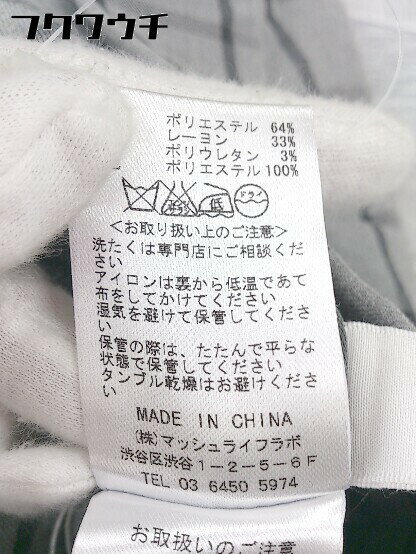 フクウウチ
ポリエステル 64%
レーヨン 33%
ポリウレタン 3%
ポリエステル 100%
低 ドライ
<お取り扱い上のご注意>
洗たくは専門店にご相談くだ
さい
アイロンは裏から低温であて
布をしてかけてください
湿気を避けて保管してくださ
い
保管の際は、たたんで平らな
状態で保管してください
タンブル乾燥はお避けくださ
い
MADE IN CHINA
(株)マッシュライフラボ
渋谷区渋谷1-2-5-6F
TEL 03 6450 5974
お取扱いのご注意